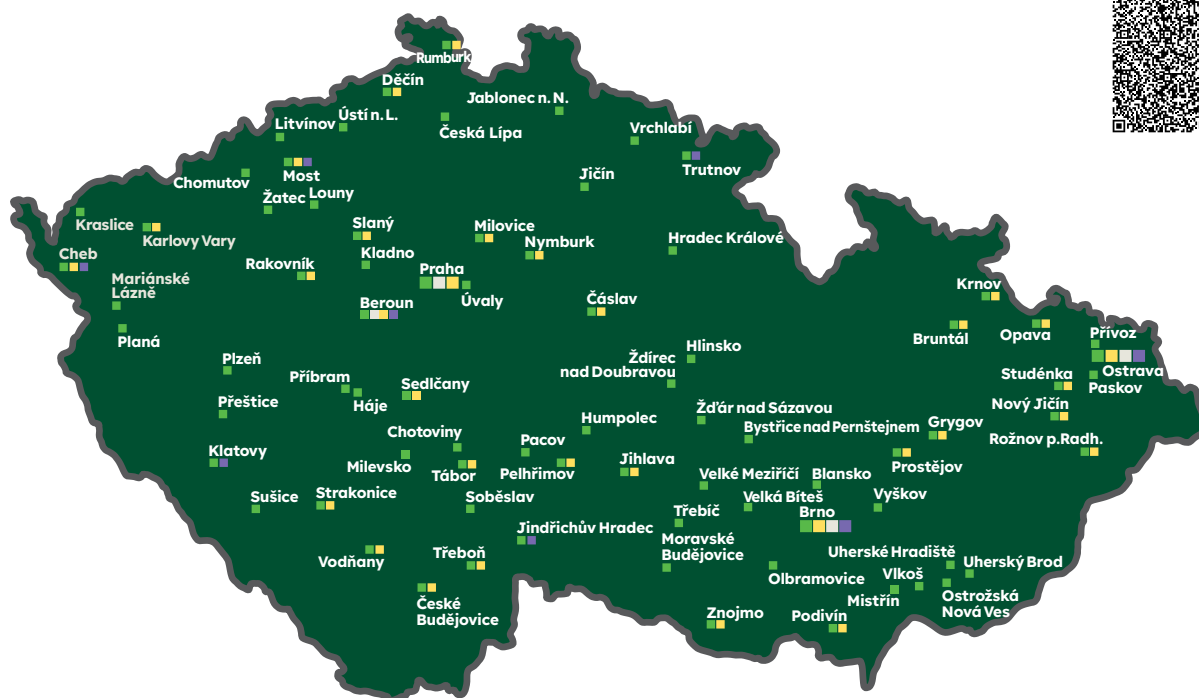 Rumburk
Děčín
Jablonec n. N.
Ústí n. L.
Litvínov
Česká Lípa
Vrchlabí
Most
Chomutov
Trutnov
Jičín
Žatec
Louny
Kraslice
Karlovy Vary
Slaný
Milovice
Nymburk
Hradec Králové
Cheb
Kladno
Rakovník
Praha
Mariánské
Lázně
Úvaly
Krnov
Beroun
Čáslav
Planá
Bruntál
Opava
Přívoz
Hlinsko
Plzeň
Ždírec
nad Doubravou
Ostrava
Studénka
Paskov
Příbram
Háje
Sedlčany
Přeštice
Nový Jičín
Žďár nad Sázavou
Humpolec
Bystřice nad Pernštejnem
Grygov
Chotoviny
Pacov
Rožnov p.Radh.
Klatovy
Milevsko
Tábor
Pelhřimov
Jihlava
Prostějov
Velké Meziříčí
Blansko
Sušice
Strakonice
Soběslav
Velká Bíteš
Vyškov
Třebíč
Brno
Jindřichův Hradec
Moravské
Budějovice
Vodňany
Třeboň
Uherské Hradiště
Uherský Brod
Olbramovice
Vlkoš
Mistřín
Ostrožská
Nová Ves
České
Budějovice
Znojmo
Podivín